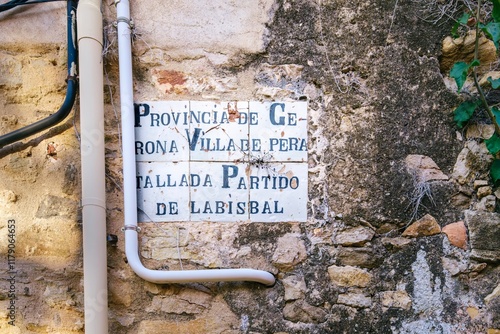 PROVINCIA DE GE-
RONA VILLA DE PERA
TALLADA PARTIDO
DE LABISBAL